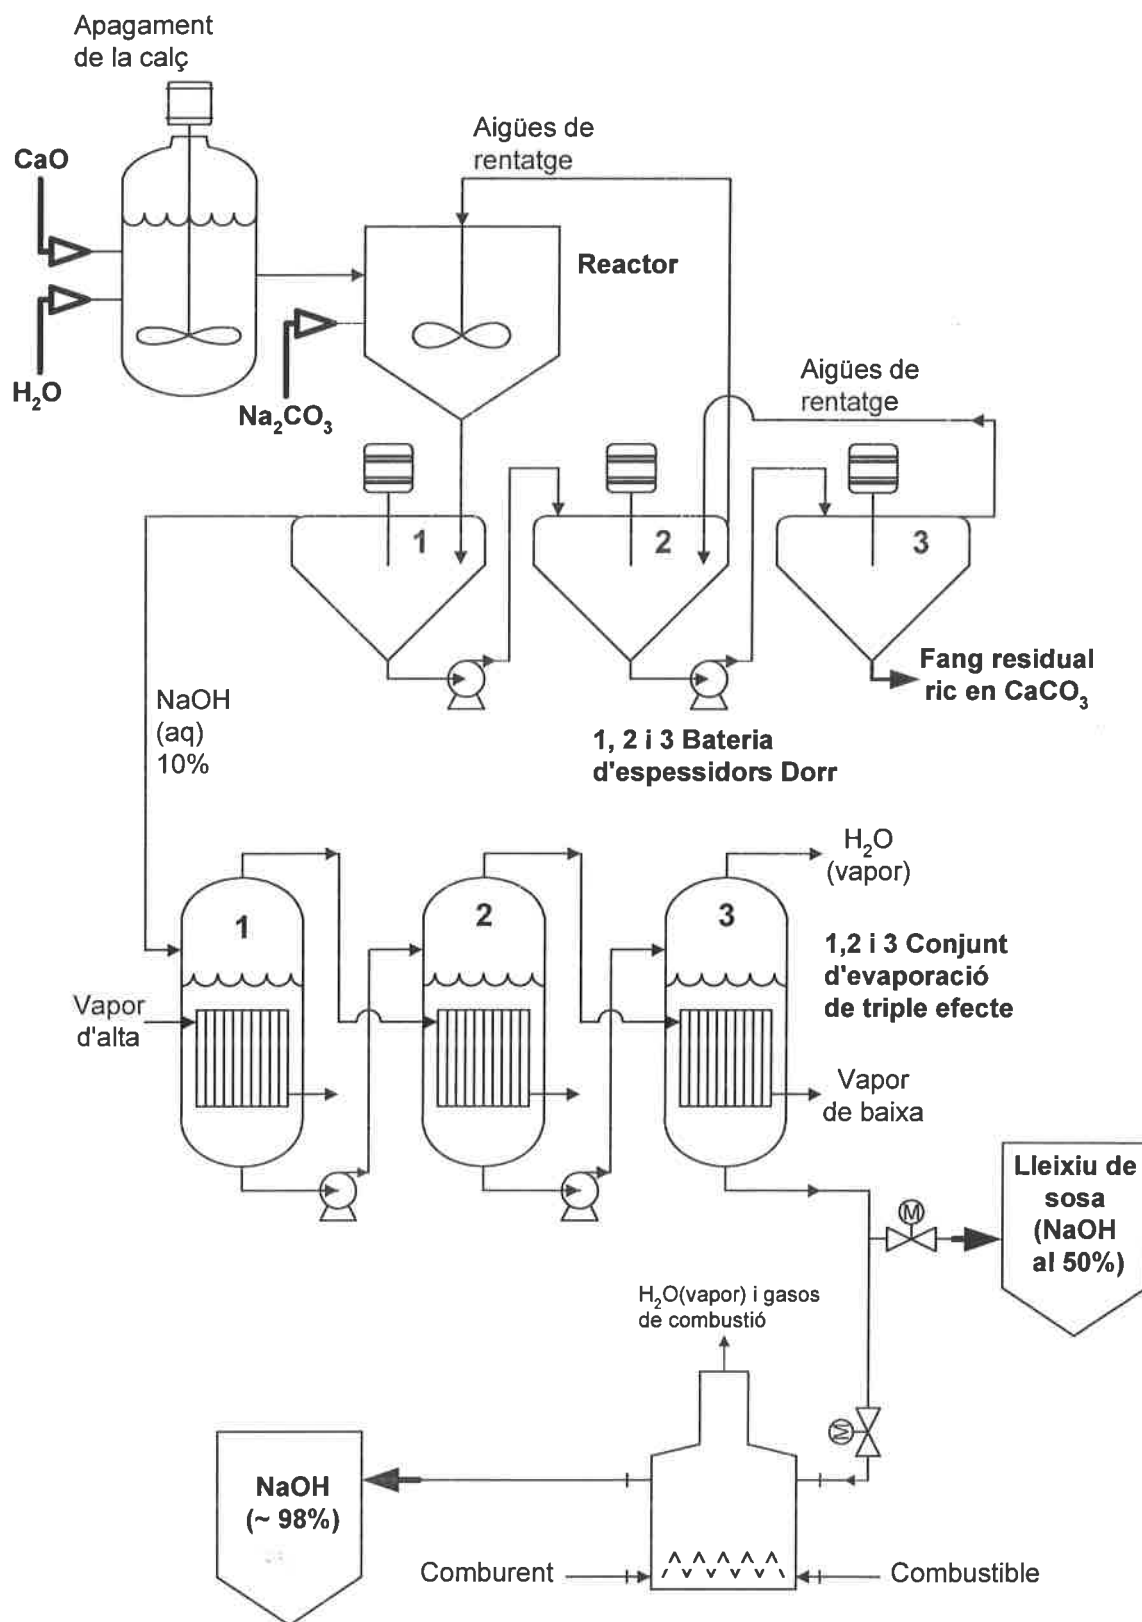 Apagament
de la calç
CaO
H₂O
Aigües de
rentatge
Reactor
Na₂CO₃
Aigües de
rentatge
1
2
3
Fang residual
ric en CaCO₃
NaOH
(aq)
10%
1, 2 i 3 Bateria
d'espessidors Dorr
H₂O
(vapor)
1
2
3
1,2 i 3 Conjunt
d'evaporació
de triple efecte
Vapor
d'alta
Vapor
de baixa
Lleixiu de
sosa
(NaOH
al 50%)
M
H₂O(vapor) i gasos
de combustió
M
NaOH
(~ 98%)
Comburent
Combustible